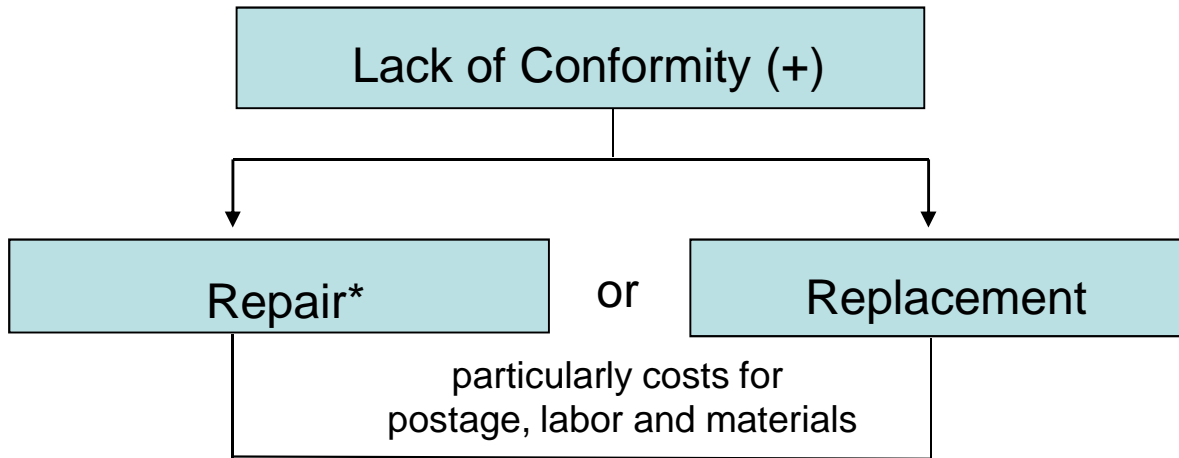 Lack of Conformity (+)
Repair*
or
Replacement
particularly costs for
postage, labor and materials